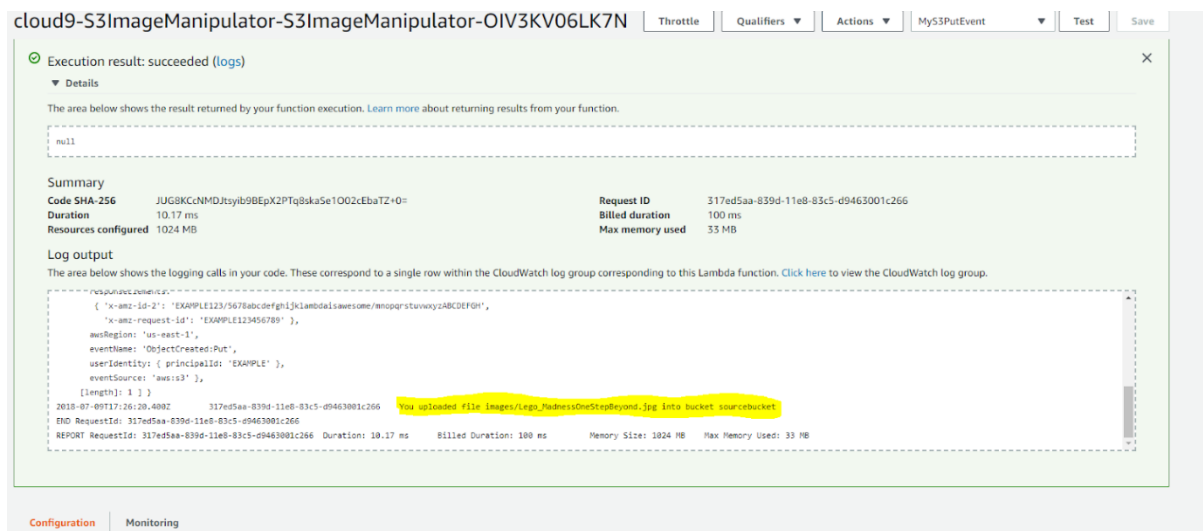 cloud9-S3ImageManipulator-S3ImageManipulator-OIV3KV06LK7N Throttle Qualifiers ▼ Actions ▼ MyS3PutEvent ▼ Test Save
Execution result: succeeded (logs)
▼ Details
The area below shows the result returned by your function execution. Learn more about returning results from your function.
null
Summary
Code SHA-256 JUG8KCcNMDJtsyib9BEpX2PTq8skaSe1O02cEbaTZ+0= Request ID 317ed5aa-839d-11e8-83c5-d9463001c266
Duration 10.17 ms Billed duration 100 ms
Resources configured 1024 MB Max memory used 33 MB
Log output
The area below shows the logging calls in your code. These correspond to a single row within the CloudWatch log group corresponding to this Lambda function. Click here to view the CloudWatch log group.
responseElements:
{ 'x-amz-id-2': 'EXAMPLE123/5678abcdefghijklambdaisawesome/mnopqrstuvwxyzABCDEFGH',
'x-amz-request-id': 'EXAMPLE123456789' },
awsRegion: 'us-east-1',
eventName: 'ObjectCreated:Put',
userIdentity: { principalId: 'EXAMPLE' },
eventSource: 'aws:s3' },
[length]: 1 ] }
2018-07-09T17:26:20.400Z 317ed5aa-839d-11e8-83c5-d9463001c266 You uploaded file images/Lego_MadnessOneStepBeyond.jpg into bucket sourcebucket
END RequestId: 317ed5aa-839d-11e8-83c5-d9463001c266
REPORT RequestId: 317ed5aa-839d-11e8-83c5-d9463001c266 Duration: 10.17 ms Billed Duration: 100 ms Memory Size: 1024 MB Max Memory Used: 33 MB
Configuration Monitoring